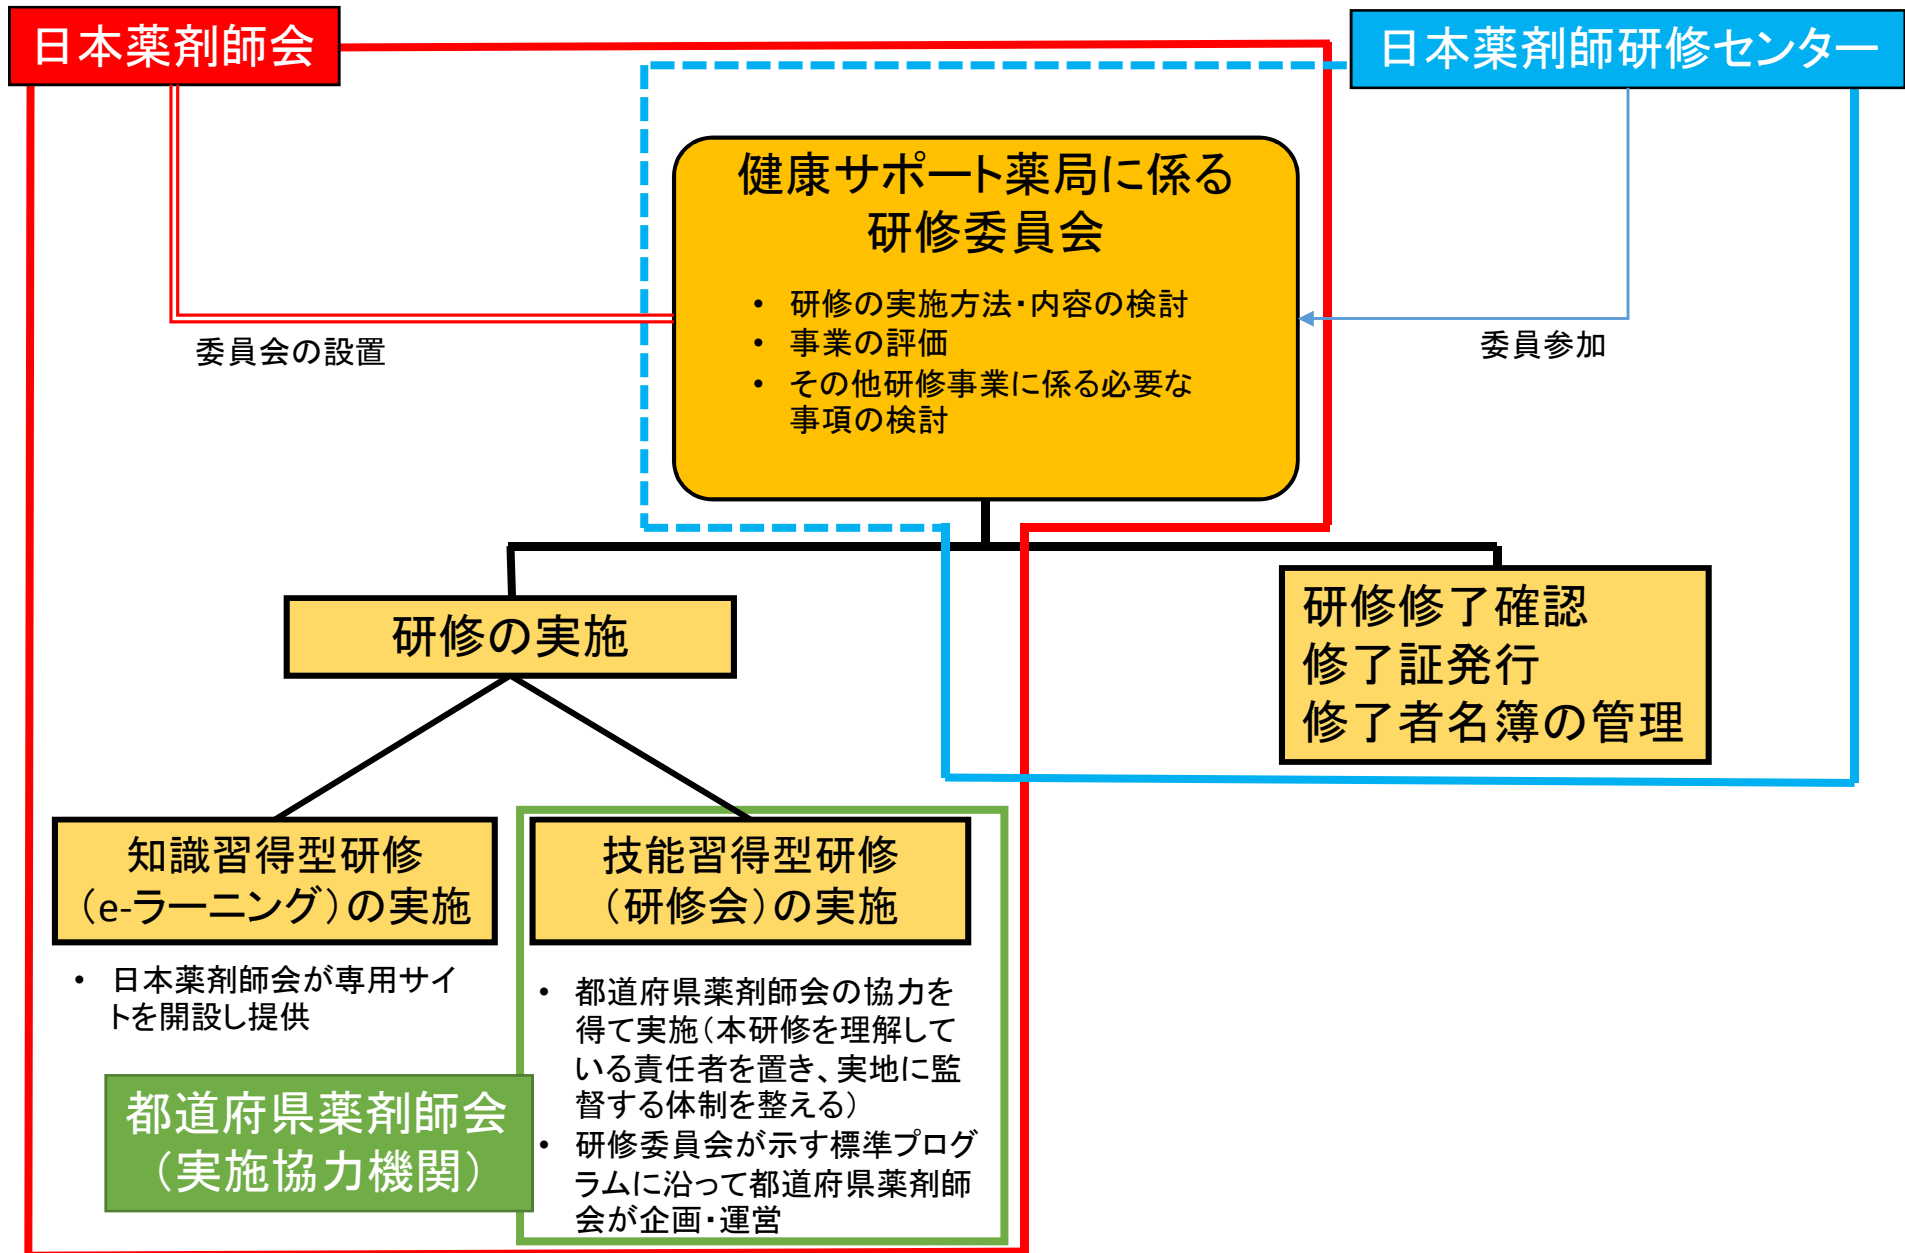 日本薬剤師会
日本薬剤師研修センター
健康サポート薬局に係る
研修委員会
• 研修の実施方法・内容の検討
• 事業の評価
• その他研修事業に係る必要な
事項の検討
委員会の設置
委員参加
研修の実施
研修修了確認
修了証発行
修了者名簿の管理
知識習得型研修
（e-ラーニング）の実施
• 日本薬剤師会が専用サイ
トを開設し提供
技能習得型研修
（研修会）の実施
• 都道府県薬剤師会の協力を
得て実施（本研修を理解して
いる責任者を置き、実地に監
督する体制を整える）
• 研修委員会が示す標準プログ
ラムに沿って都道府県薬剤師
会が企画・運営
都道府県薬剤師会
（実施協力機関）